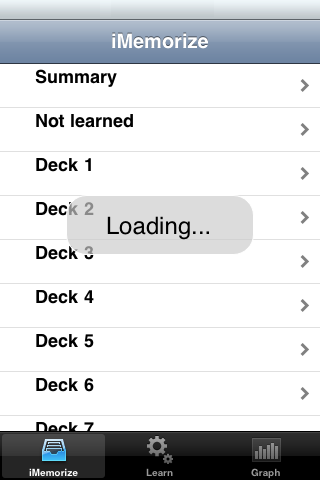 iMemorize
Summary
Not learned
Deck 1
Deck 2
Loading...
Deck 3
Deck 4
Deck 5
Deck 6
Deck 7
iMemorize
Learn
Graph